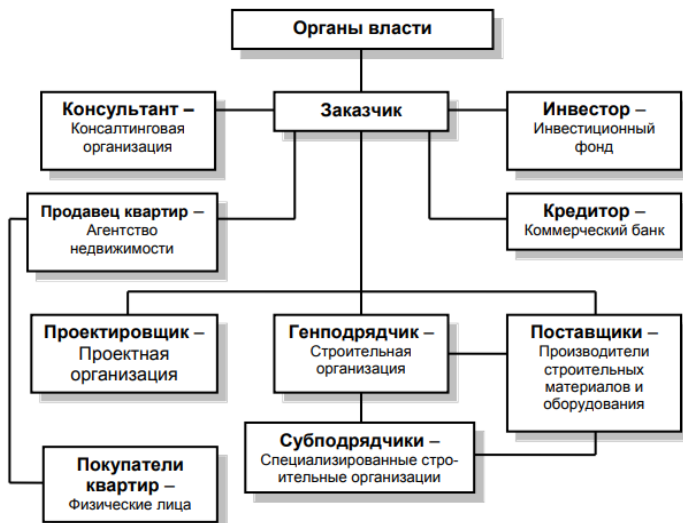 Органы власти
Консультант –
Консалтинговая
организация
Заказчик
Инвестор –
Инвестиционный
фонд
Продавец квартир –
Агентство
недвижимости
Кредитор –
Коммерческий банк
Проектировщик –
Проектная
организация
Генподрядчик –
Строительная
организация
Поставщики –
Производители
строительных
материалов и
оборудования
Субподрядчики –
Специализированные стро-
ительные организации
Покупатели
квартир –
Физические лица